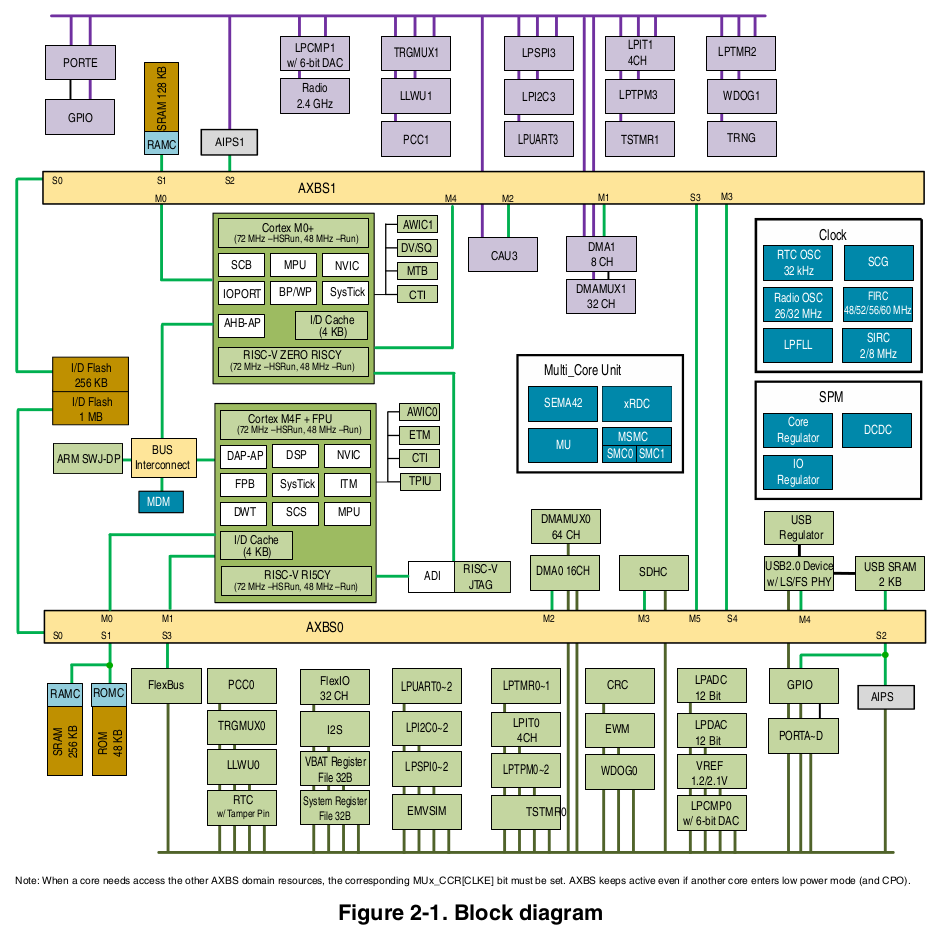 PORTE
GPIO
SRAM 128 KB
RAMC
AIPS1
LPCMP1
w/ 6-bit DAC
Radio
2.4 GHz
TRGMUX1
LLWU1
PCC1
LPSPI3
LPI2C3
LPUART3
LPIT1
4CH
LPTPM3
TSTMR1
LPTMR2
WDOG1
TRNG
S0
S1
S2
AXBS1
M0
M4
M2
M1
S3
M3
Cortex M0+
(72 MHz –HSRun, 48 MHz –Run)
SCB
MPU
NVIC
IOPORT
BP/WP
SysTick
AHB-AP
I/D Cache
(4 KB)
RISC-V ZERO RISCY
(72 MHz –HSRun, 48 MHz –Run)
AWIC1
DV/SQ
MTB
CTI
CAU3
DMA1
8 CH
DMAMUX1
32 CH
Clock
RTC OSC
32 kHz
SCG
Radio OSC
26/32 MHz
FIRC
48/52/56/60 MHz
LPFLL
SIRC
2/8 MHz
I/D Flash
256 KB
I/D Flash
1 MB
Multi_Core Unit
SEMA42
xRDC
MU
MSMC
SMC0
SMC1
SPM
Core
Regulator
DCDC
IO
Regulator
ARM SWJ-DP
BUS
Interconnect
MDM
Cortex M4F + FPU
(72 MHz –HSRun, 48 MHz –Run)
DAP-AP
DSP
NVIC
FPB
SysTick
ITM
DWT
SCS
MPU
I/D Cache
(4 KB)
RISC-V RI5CY
(72 MHz –HSRun, 48 MHz –Run)
AWIC0
ETM
CTI
TPIU
ADI
RISC-V
JTAG
DMAMUX0
64 CH
DMA0 16CH
SDHC
USB
Regulator
USB2.0 Device
w/ LS/FS PHY
USB SRAM
2 KB
M0
M1
M2
M3
M5
S4
M4
AXBS0
S0
S1
S3
S2
RAMC
SRAM
256 KB
ROMC
ROM
48 KB
FlexBus
PCC0
TRGMUX0
LLWU0
RTC
w/ Tamper Pin
FlexIO
32 CH
I2S
VBAT Register
File 32B
System Register
File 32B
LPUART0~2
LPI2C0~2
LPSPI0~2
EMVSIM
LPTMR0~1
LPIT0
4CH
LPTPM0~2
TSTMR0
CRC
EWM
WDOG0
LPADC
12 Bit
LPDAC
12 Bit
VREF
1.2/2.1V
LPCMP0
w/ 6-bit DAC
GPIO
PORTA~D
AIPS
Note: When a core needs access the other AXBS domain resources, the corresponding MUx_CCR[CLKE] bit must be set. AXBS keeps active even if another core enters low power mode (and CPO).
Figure 2-1. Block diagram